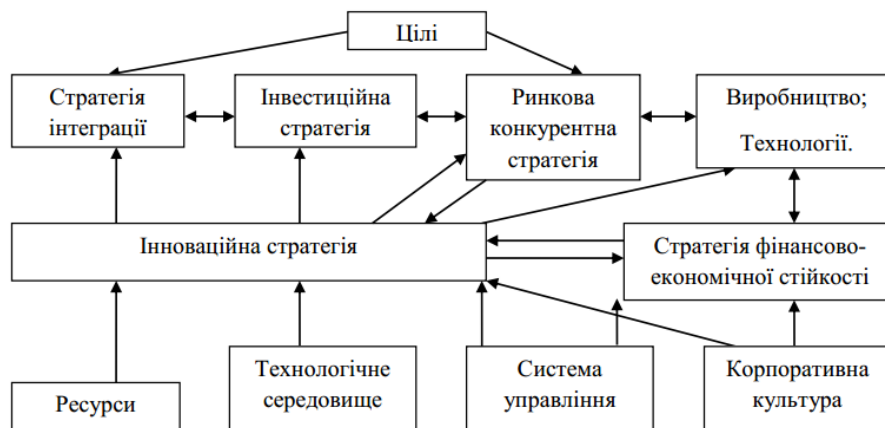 Цілі
Стратегія
інтеграції
Інвестиційна
стратегія
Ринкова
конкурентна
стратегія
Виробництво;
Технології.
Інноваційна стратегія
Стратегія фінансово-
економічної стійкості
Ресурси
Технологічне
середовище
Система
управління
Корпоративна
культура